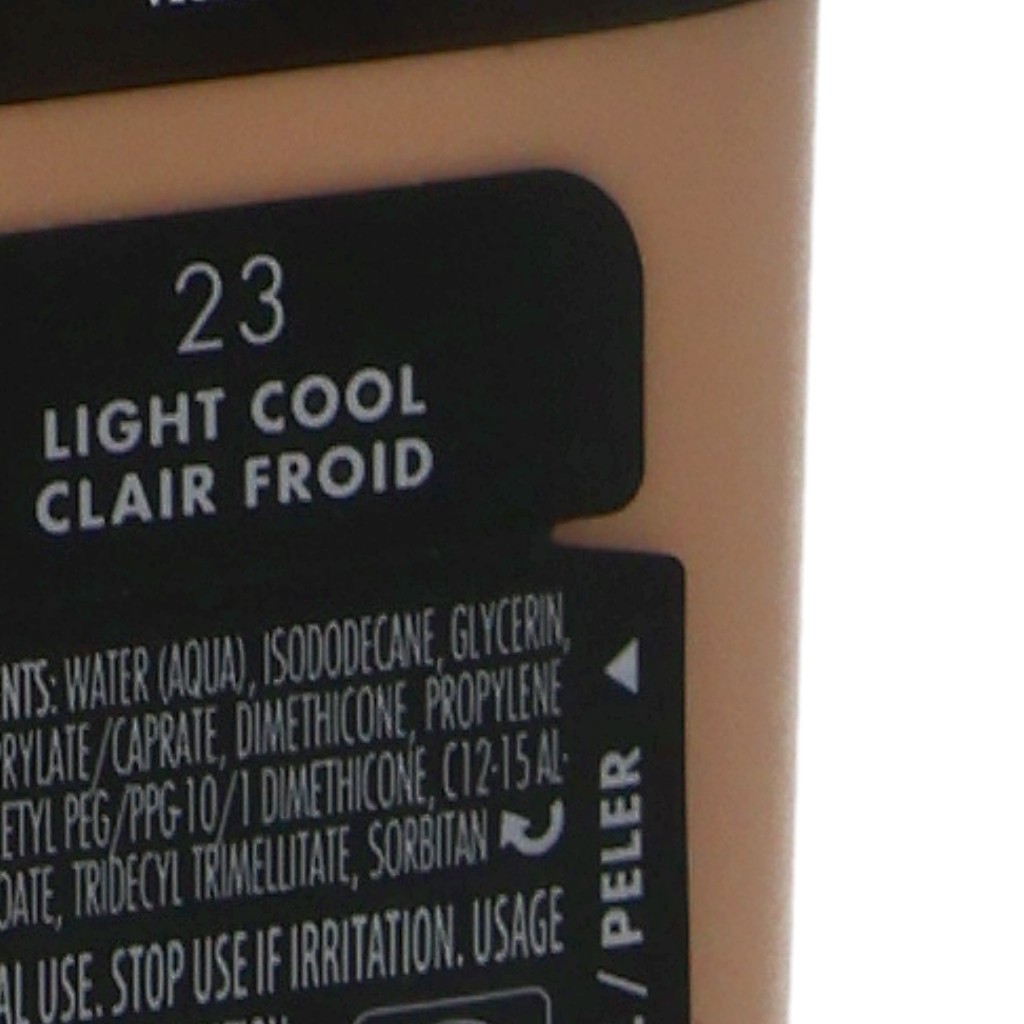 23
LIGHT COOL
CLAIR FROID
NTS: WATER (AQUA), ISODODECANE, GLYCERIN,
PRYLATE/CAPRATE, DIMETHICONE, PROPYLENE
ETYL PEG/PPG-10/1 DIMETHICONE, C12-15 AL-
OATE, TRIDECYL TRIMELLITATE, SORBITAN
AL USE. STOP USE IF IRRITATION. USAGE
/ PELER